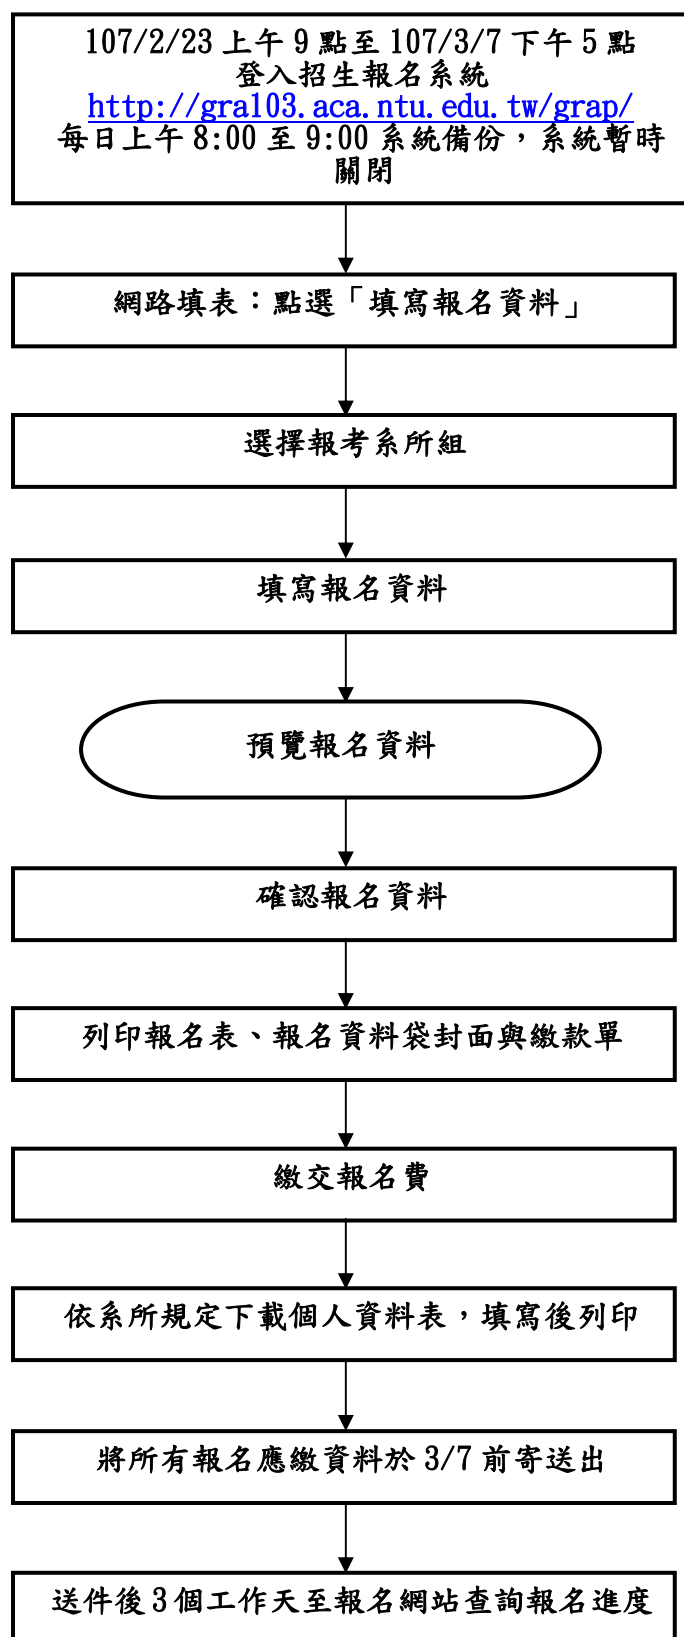 107/2/23 上午 9 點至 107/3/7 下午 5 點
登入招生報名系統
http://gra103.aca.ntu.edu.tw/grap/
每日上午 8:00 至 9:00 系統備份，系統暫時
關閉
網路填表：點選「填寫報名資料」
選擇報考系所組
填寫報名資料
預覽報名資料
確認報名資料
列印報名表、報名資料袋封面與繳款單
繳交報名費
依系所規定下載個人資料表，填寫後列印
將所有報名應繳資料於 3/7 前寄送出
送件後 3 個工作天至報名網站查詢報名進度